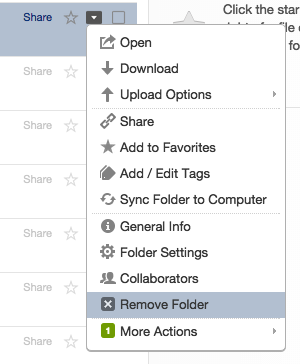 Share
Click the star
Open
Download
Upload Options
Share
Share
Add to Favorites
Share
Add / Edit Tags
Sync Folder to Computer
Share
General Info
Folder Settings
Share
Collaborators
Remove Folder
1 More Actions
Share